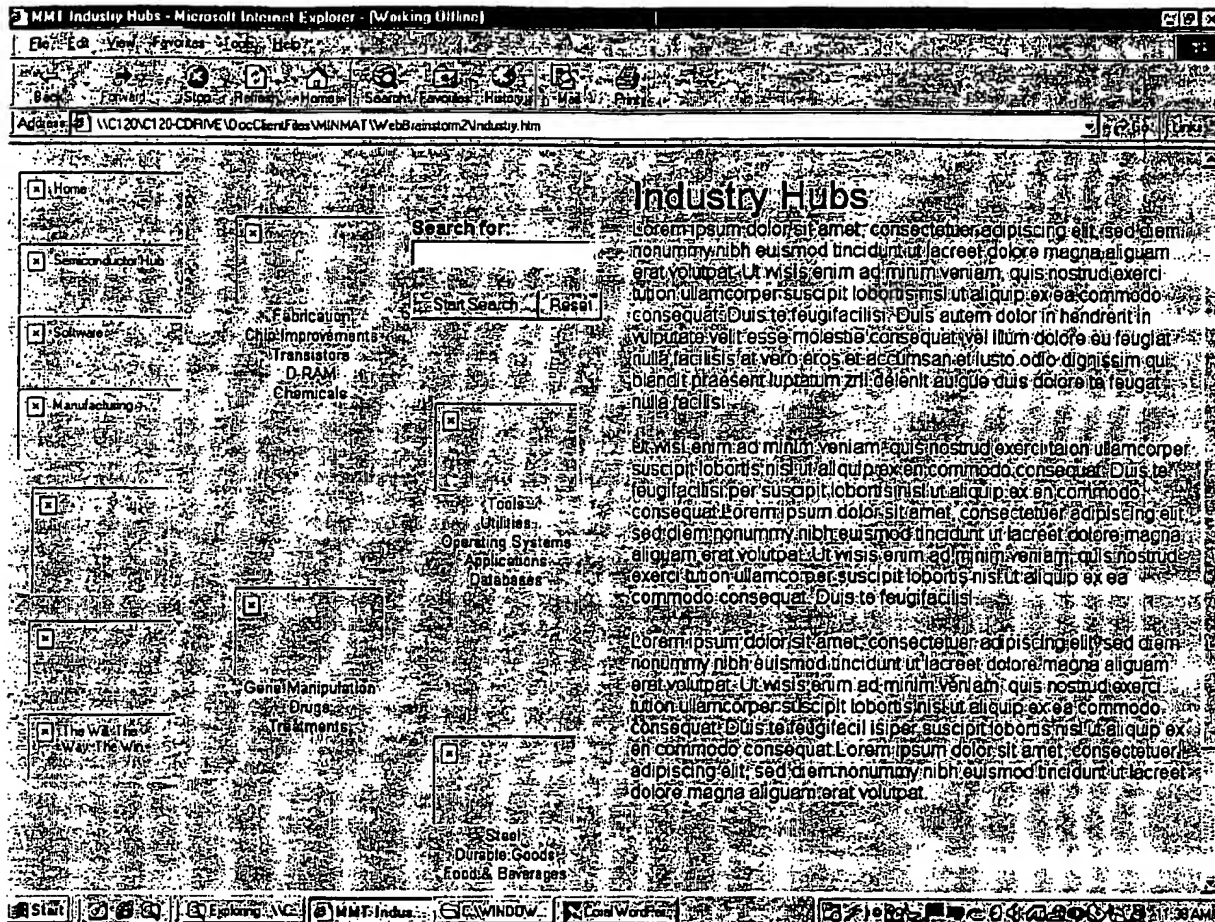 MMT Industry Hubs - Microsoft Internet Explorer - [Working Offline]
File Edit View Favorites Tools Help
Back Forward Stop Refresh Home Search Favorites History Mail Print
Address \\C120\C120-CDRIVE\DocClientFiles\MINMAT\WebBrainstorm2\Industry.htm Go Links
Home
Semiconductor Hub
Software
Manufacturing
The Will The
Way The Win
Fabrication
Chip Improvements
Transistors
D-RAM
Chemicals
Gene Manipulation
Drugs
Treatments
Search for:
Start Search Reset
Tools
Utilities
Operating Systems
Applications
Databases
Steel
Durable Goods
Food & Beverages
Industry Hubs
Lorem ipsum dolor sit amet, consectetuer adipiscing elit, sed diem
nonummy nibh euismod tincidunt ut lacreet dolore magna aliguam
erat volutpat. Ut wisis enim ad minim veniam, quis nostrud exerci
tution ullamcorper suscipit lobortis nisl ut aliquip ex ea commodo
consequat. Duis te feugifacilisi. Duis autem dolor in hendrerit in
vulputate velit esse molestie consequat, vel illum dolore eu feugiat
nulla facilisis at vero eros et accumsan et iusto odio dignissim qui
blandit praesent luptatum zril delenit au gue duis dolore te feugat
nulla facilisi.
Ut wisi enim ad minim veniam, quis nostrud exerci taion ullamcorper
suscipit lobortis nisl ut aliquip ex en commodo consequat. Duis te
feugifacilisi per suscipit lobortis nisl ut aliquip ex en commodo
consequat.Lorem ipsum dolor sit amet, consectetuer adipiscing elit,
sed diem nonummy nibh euismod tincidunt ut lacreet dolore magna
aliguam erat volutpat. Ut wisis enim ad minim veniam, quis nostrud
exerci tution ullamcorper suscipit lobortis nisl ut aliquip ex ea
commodo consequat. Duis te feugifacilisi.
Lorem ipsum dolor sit amet, consectetuer adipiscing elit, sed diem
nonummy nibh euismod tincidunt ut lacreet dolore magna aliguam
erat volutpat. Ut wisis enim ad minim veniam, quis nostrud exerci
tution ullamcorper suscipit lobortis nisl ut aliquip ex ea commodo
consequat. Duis te feugifacil isiper suscipit lobortis nisl ut aliquip ex
en commodo consequat.Lorem ipsum dolor sit amet, consectetuer
adipiscing elit, sed diem nonummy nibh euismod tincidunt ut lacreet
dolore magna aliguam erat volutpat.
Start Exploring MMT Indus... C:\WINDOW... Corel WordPer... AM